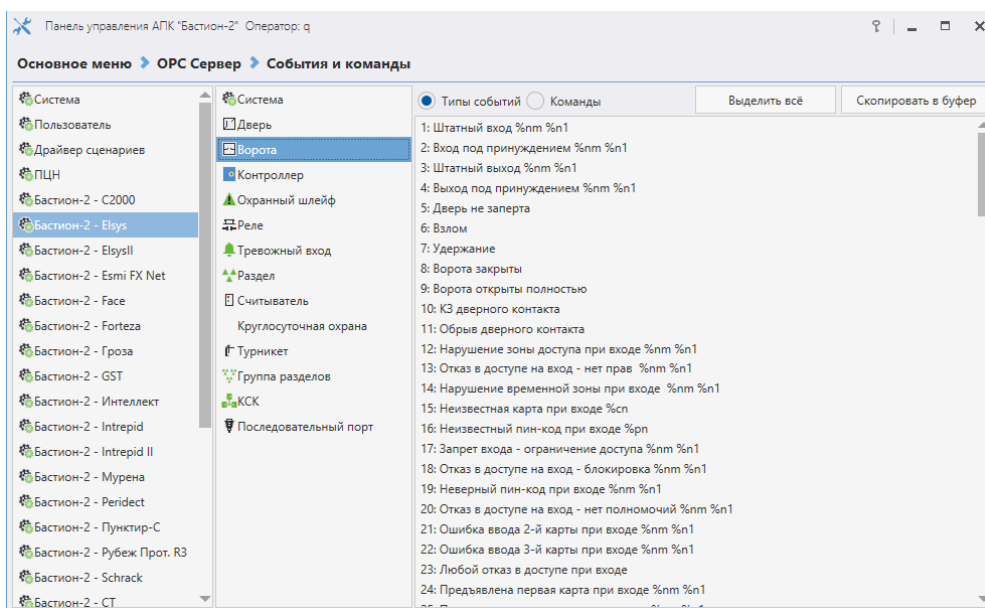 Панель управления АПК "Бастион-2" Оператор: q
Основное меню OPC Сервер События и команды
Система
Пользователь
Драйвер сценариев
ПЦН
Бастион-2 - C2000
Бастион-2 - Elsys
Бастион-2 - ElsysII
Бастион-2 - Esmi FX Net
Бастион-2 - Face
Бастион-2 - Forteza
Бастион-2 - Гроза
Бастион-2 - GST
Бастион-2 - Интеллект
Бастион-2 - Intrepid
Бастион-2 - Intrepid II
Бастион-2 - Мурена
Бастион-2 - Peridect
Бастион-2 - Пунктир-С
Бастион-2 - Рубеж Прот. R3
Бастион-2 - Schrack
Бастион-2 - СТ
Система
Дверь
Ворота
Контроллер
Охранный шлейф
Реле
Тревожный вход
Раздел
Считыватель
Круглосуточная охрана
Турникет
Группа разделов
КСК
Последовательный порт
Типы событий Команды Выделить всё Скопировать в буфер
1: Штатный вход %nm %n1
2: Вход под принуждением %nm %n1
3: Штатный выход %nm %n1
4: Выход под принуждением %nm %n1
5: Дверь не заперта
6: Взлом
7: Удержание
8: Ворота закрыты
9: Ворота открыты полностью
10: КЗ дверного контакта
11: Обрыв дверного контакта
12: Нарушение зоны доступа при входе %nm %n1
13: Отказ в доступе на вход - нет прав %nm %n1
14: Нарушение временной зоны при входе %nm %n1
15: Неизвестная карта при входе %cn
16: Неизвестный пин-код при входе %pn
17: Запрет входа - ограничение доступа %nm %n1
18: Отказ в доступе на вход - блокировка %nm %n1
19: Неверный пин-код при входе %nm %n1
20: Отказ в доступе на вход - нет полномочий %nm %n1
21: Ошибка ввода 2-й карты при входе %nm %n1
22: Ошибка ввода 3-й карты при входе %nm %n1
23: Любой отказ в доступе при входе
24: Предъявлена первая карта при входе %nm %n1